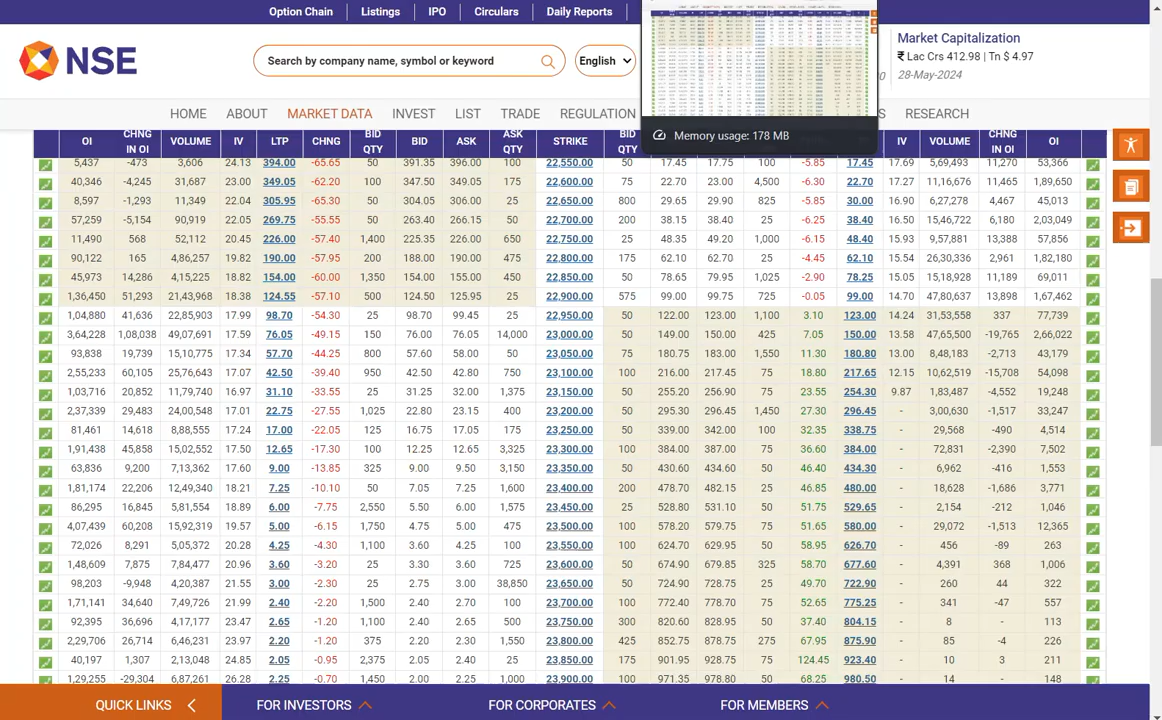 Option Chain Listings IPO Circulars Daily Reports
NSE
Search by company name, symbol or keyword
English
Market Capitalization
₹ Lac Crs 412.98 | Tn $ 4.97
28-May-2024
HOME ABOUT MARKET DATA INVEST LIST TRADE REGULATION S RESEARCH
Memory usage: 178 MB
OI CHNG IN OI VOLUME IV LTP CHNG BID QTY BID ASK ASK QTY STRIKE BID QTY IV VOLUME CHNG IN OI OI
5,437 -473 3,606 24.13 394.00 -65.65 50 391.35 396.00 100 22,550.00 50 17.45 17.75 100 -5.85 17.45 17.69 5,69,493 11,270 53,366
40,346 -4,245 31,687 23.00 349.05 -62.20 100 347.50 349.05 175 22,600.00 75 22.70 23.00 4,500 -6.30 22.70 17.27 11,16,676 11,465 1,89,650
8,597 -1,293 11,349 22.04 305.95 -65.30 50 304.05 306.00 25 22,650.00 800 29.65 29.90 825 -5.85 30.00 16.90 6,27,278 4,467 45,013
57,259 -5,154 90,919 22.05 269.75 -55.55 50 263.40 266.15 50 22,700.00 200 38.15 38.40 25 -6.25 38.40 16.50 15,46,722 6,180 2,03,049
11,490 568 52,112 20.45 226.00 -57.40 1,400 225.35 226.00 650 22,750.00 25 48.35 49.20 1,000 -6.15 48.40 15.93 9,57,881 13,388 57,856
90,122 165 4,86,257 19.82 190.00 -57.95 200 188.00 190.00 475 22,800.00 175 62.10 62.70 25 -4.45 62.10 15.54 26,30,336 2,961 1,82,180
45,973 14,286 4,15,225 18.82 154.00 -60.00 1,350 154.00 155.00 450 22,850.00 50 78.65 79.95 1,025 -2.90 78.25 15.05 15,18,928 11,189 69,011
1,36,450 51,293 21,43,968 18.38 124.55 -57.10 500 124.50 125.95 25 22,900.00 575 99.00 99.75 725 -0.05 99.00 14.70 47,80,637 13,898 1,67,462
1,04,880 41,636 22,85,903 17.99 98.70 -54.30 25 98.70 99.45 25 22,950.00 50 122.00 123.00 1,100 3.10 123.00 14.24 31,53,558 337 77,739
3,64,228 1,08,038 49,07,691 17.59 76.05 -49.15 150 76.00 76.05 14,000 23,000.00 50 149.00 150.00 425 7.05 150.00 13.58 47,65,500 -19,765 2,66,022
93,838 19,739 15,10,775 17.34 57.70 -44.25 800 57.60 58.00 50 23,050.00 75 180.75 183.00 1,550 11.30 180.80 13.00 8,48,183 -2,713 43,179
2,55,233 60,105 25,76,643 17.07 42.50 -39.40 950 42.50 42.80 750 23,100.00 100 216.00 217.45 75 18.80 217.65 12.15 10,62,519 -15,708 54,098
1,03,716 20,852 11,79,740 16.97 31.10 -33.55 25 31.25 32.00 1,375 23,150.00 50 255.20 256.90 75 23.55 254.30 9.87 1,83,487 -4,552 19,248
2,37,339 29,483 24,00,548 17.01 22.75 -27.55 1,025 22.80 23.15 400 23,200.00 50 295.30 296.45 1,450 27.30 296.45 - 3,00,630 -1,517 33,247
81,461 14,618 8,88,555 17.24 17.00 -22.05 125 16.75 17.05 175 23,250.00 50 339.00 342.00 100 32.35 338.75 - 29,568 -490 4,514
1,91,438 45,858 15,02,552 17.50 12.65 -17.30 100 12.25 12.65 3,325 23,300.00 100 384.00 387.00 75 36.60 384.00 - 72,831 -2,390 7,502
63,836 9,200 7,13,362 17.60 9.00 -13.85 325 9.00 9.50 3,150 23,350.00 50 430.60 434.60 50 46.40 434.30 - 6,962 -416 1,553
1,81,174 22,206 12,49,340 18.21 7.25 -10.10 50 7.05 7.25 1,600 23,400.00 200 478.70 482.15 25 46.85 480.00 - 18,628 -1,686 3,771
86,295 16,845 5,81,554 18.89 6.00 -7.75 2,550 5.50 6.00 1,575 23,450.00 25 528.80 531.10 50 51.75 529.65 - 2,154 -212 1,046
4,07,439 60,208 15,92,319 19.57 5.00 -6.15 1,750 4.75 5.00 475 23,500.00 100 578.20 579.75 25 51.65 580.00 - 29,072 -1,513 12,365
72,026 8,291 5,05,372 20.28 4.25 -4.30 1,100 3.60 4.25 100 23,550.00 100 624.70 629.95 50 58.95 626.70 - 456 -89 263
1,48,609 7,875 7,84,477 20.96 3.60 -3.20 25 3.30 3.60 725 23,600.00 50 674.90 679.85 325 58.70 677.60 - 4,391 368 1,006
98,203 -9,948 4,20,387 21.55 3.00 -2.30 25 2.75 3.00 38,850 23,650.00 50 724.90 728.75 25 49.70 722.90 - 260 44 322
1,71,141 34,640 7,49,726 21.99 2.40 -2.20 1,500 2.40 2.70 100 23,700.00 100 772.40 778.70 75 52.65 775.25 - 341 -47 557
92,395 36,696 4,17,177 23.47 2.65 -1.20 1,100 2.40 2.65 500 23,750.00 300 820.60 828.95 50 37.40 804.15 - 8 - 113
2,29,706 26,714 6,46,231 23.97 2.20 -1.20 375 2.20 2.30 1,550 23,800.00 425 852.75 878.25 275 67.95 875.90 - 85 -4 226
40,197 1,307 2,13,048 24.85 2.05 -0.95 2,375 2.05 2.40 25 23,850.00 175 901.95 928.75 75 124.45 923.40 - 10 3 211
1,29,255 -29,304 6,87,261 26.28 2.25 -0.70 1,450 2.00 2.25 1,000 23,900.00 100 971.35 978.80 50 68.25 980.50 - 14 - 148
QUICK LINKS FOR INVESTORS FOR CORPORATES FOR MEMBERS